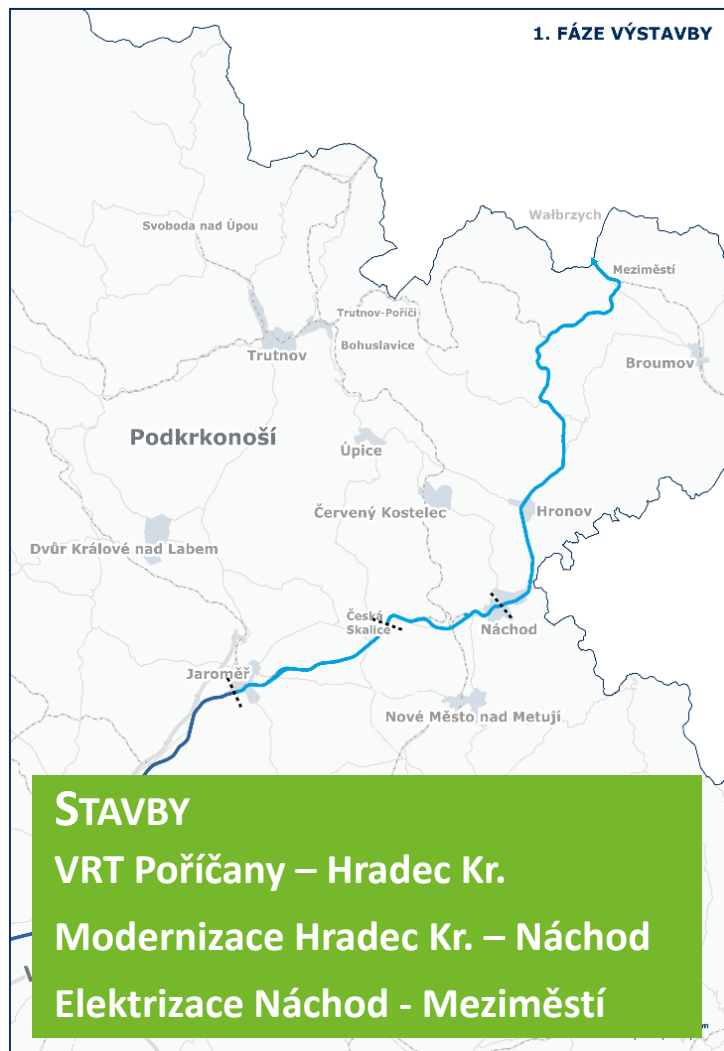 1. FÁZE VÝSTAVBY
Wałbrzych
Svoboda nad Úpou
Meziměstí
Trutnov-Poříčí
Bohuslavice
Trutnov
Broumov
Podkrkonoší
Úpice
Červený Kostelec
Hronov
Dvůr Králové nad Labem
Česká
Skalice
Náchod
Jaroměř
Nové Město nad Metují
STAVBY
VRT Poříčany – Hradec Kr.
Modernizace Hradec Kr. – Náchod
Elektrizace Náchod - Meziměstí